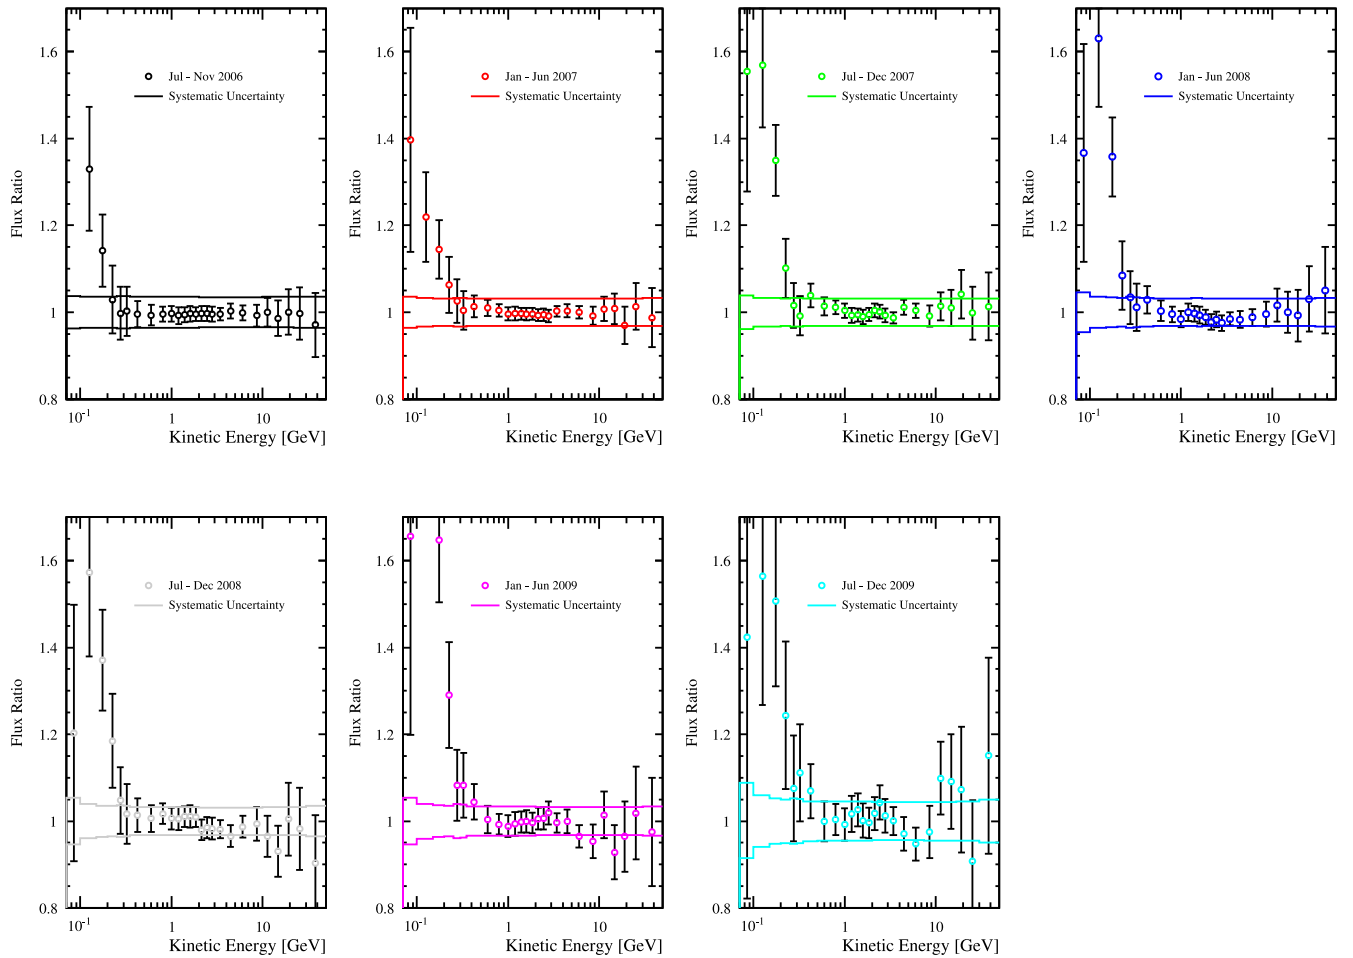 1.6
1.4
1.2
1
0.8
Flux Ratio
Jul - Nov 2006
Systematic Uncertainty
10-1
1
10
Kinetic Energy [GeV]
1.6
1.4
1.2
1
0.8
Flux Ratio
Jan - Jun 2007
Systematic Uncertainty
10-1
1
10
Kinetic Energy [GeV]
1.6
1.4
1.2
1
0.8
Flux Ratio
Jul - Dec 2007
Systematic Uncertainty
10-1
1
10
Kinetic Energy [GeV]
1.6
1.4
1.2
1
0.8
Flux Ratio
Jan - Jun 2008
Systematic Uncertainty
10-1
1
10
Kinetic Energy [GeV]
1.6
1.4
1.2
1
0.8
Flux Ratio
Jul - Dec 2008
Systematic Uncertainty
10-1
1
10
Kinetic Energy [GeV]
1.6
1.4
1.2
1
0.8
Flux Ratio
Jan - Jun 2009
Systematic Uncertainty
10-1
1
10
Kinetic Energy [GeV]
1.6
1.4
1.2
1
0.8
Flux Ratio
Jul - Dec 2009
Systematic Uncertainty
10-1
1
10
Kinetic Energy [GeV]